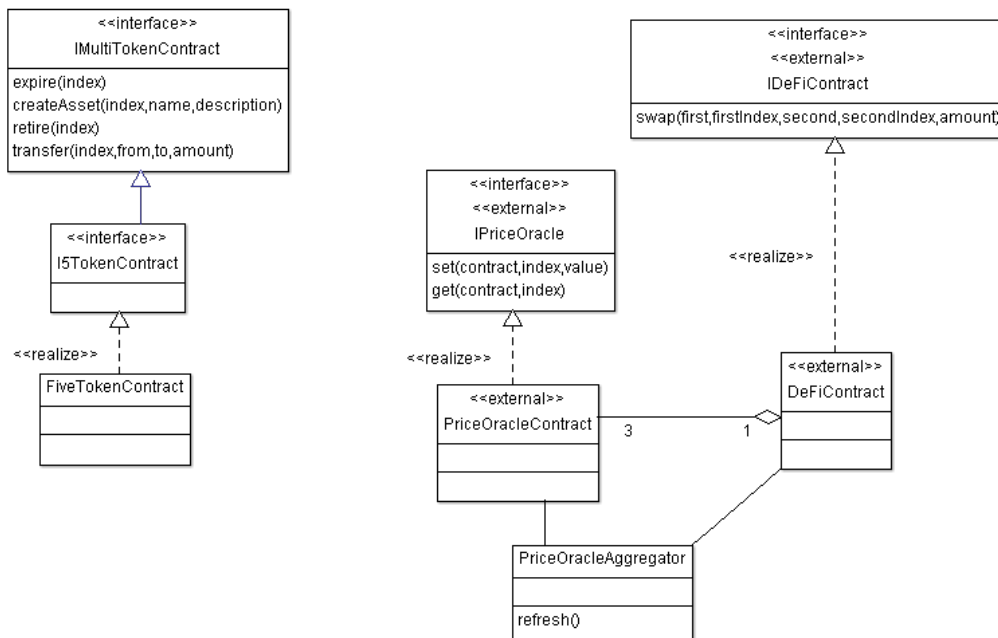 <<interface>>
IMultiTokenContract
expire(index)
createAsset(index,name,description)
retire(index)
transfer(index,from,to,amount)
<<interface>>
I5TokenContract
<<realize>>
FiveTokenContract
<<interface>>
<<external>>
IPriceOracle
set(contract,index,value)
get(contract,index)
<<realize>>
<<external>>
PriceOracleContract
3
1
<<interface>>
<<external>>
IDeFiContract
swap(first,firstIndex,second,secondIndex,amount)
<<realize>>
<<external>>
DeFiContract
PriceOracleAggregator
refresh()